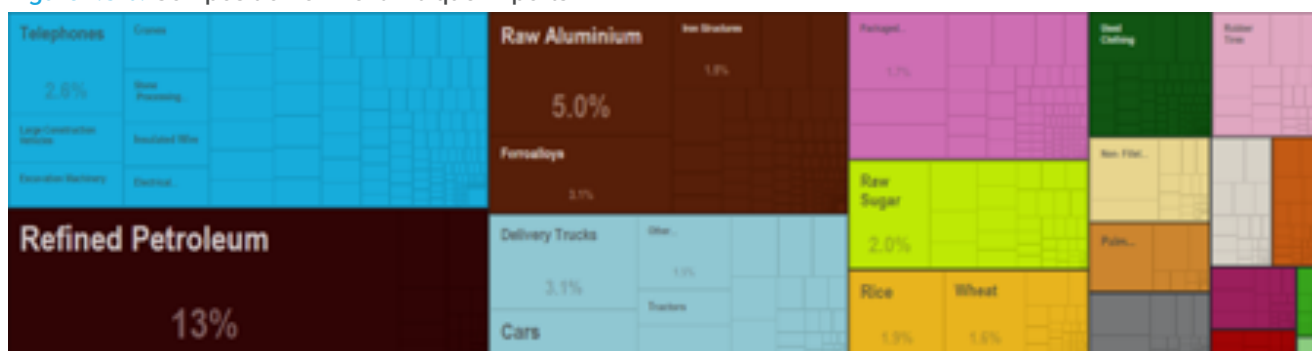 Telephones
2.6%
Large Construction
Vehicles
Excavation Machinery
Cranes
Stone
Processing...
Insulated Wire
Electrical...
Refined Petroleum
13%
Raw Aluminium
5.0%
Iron Structures
1.8%
Ferroalloys
3.1%
Delivery Trucks
3.1%
Other...
Tractors
Cars
Packaged...
1.7%
Raw
Sugar
2.0%
Rice
1.9%
Wheat
1.6%
Used
Clothing
Non-Fillet...
Palm...
Rubber
Tires